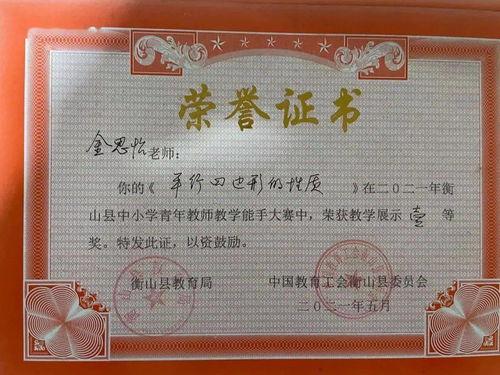 荣誉证书
金思怡老师:
你的《 平行四边形的性质 》在二〇二一年衡
山县中小学青年教师教学能手大赛中,荣获教学展示 壹 等
奖。特发此证,以资鼓励。
衡山县教育局 中国教育工会衡山县委员会
二〇二一年五月